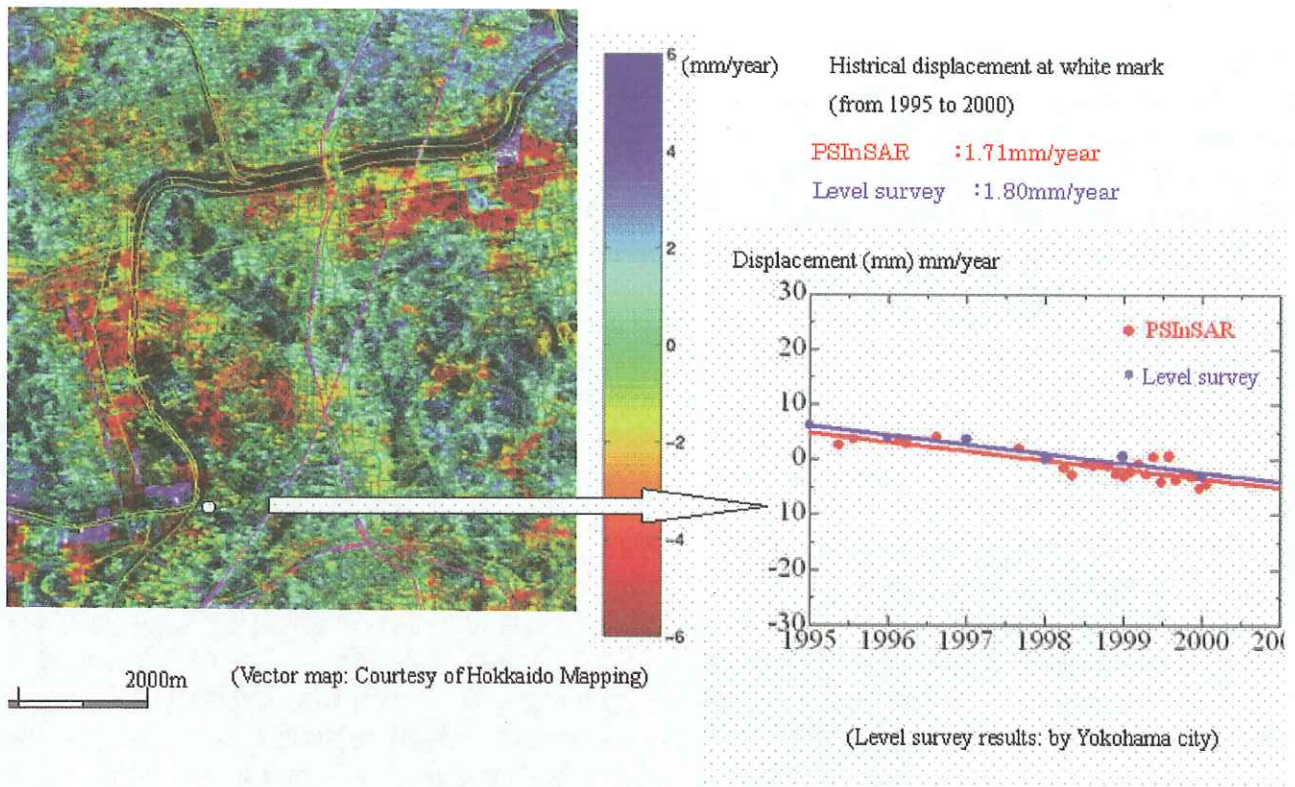 6
(mm/year)
4
2
0
-2
-4
-6
Histrical displacement at white mark
(from 1995 to 2000)
PSInSAR :1.71mm/year
Level survey :1.80mm/year
Displacement (mm) mm/year
30
20
10
0
10
-20
-30
PSInSAR
Level survey
1995 1996 1997 1998 1999 2000 200
2000m
(Vector map: Courtesy of Hokkaido Mapping)
(Level survey results: by Yokohama city)